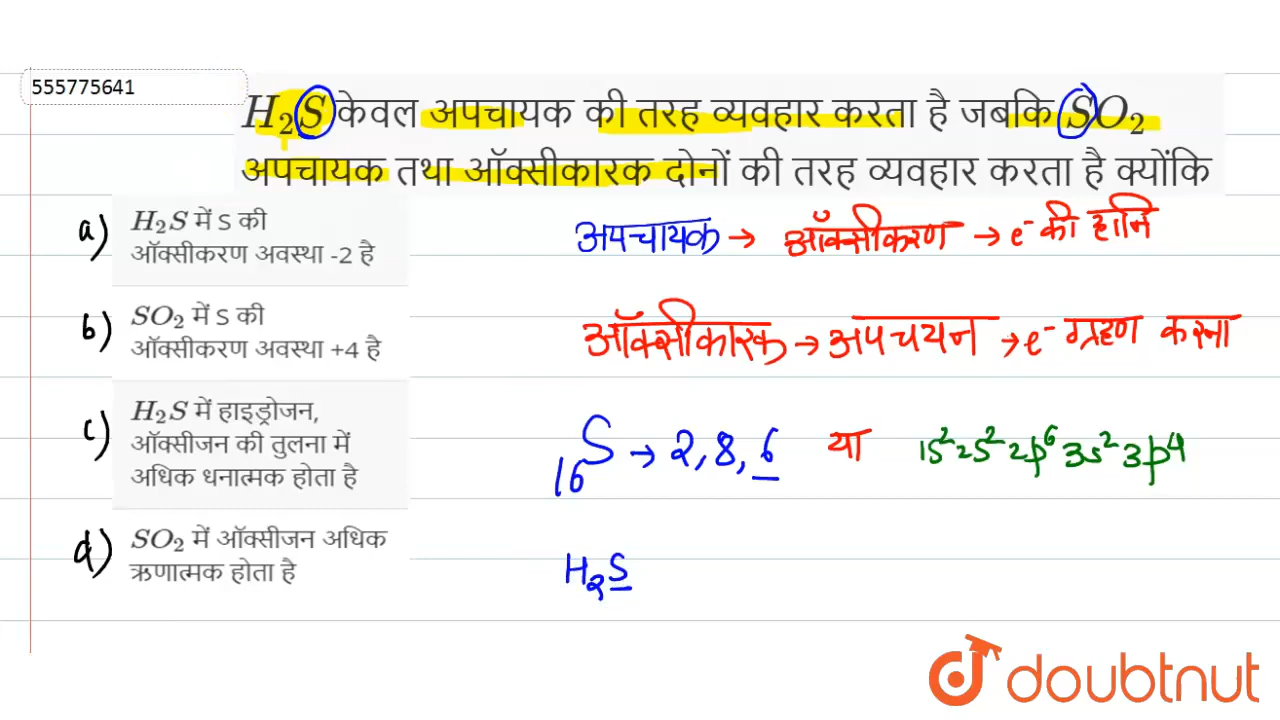 555775641
H₂S केवल अपचायक की तरह व्यवहार करता है जबकि SO₂
अपचायक तथा ऑक्सीकारक दोनों की तरह व्यवहार करता है क्योंकि
a) H₂S में S की
ऑक्सीकरण अवस्था -2 है
b) SO₂ में S की
ऑक्सीकरण अवस्था +4 है
c) H₂S में हाइड्रोजन,
ऑक्सीजन की तुलना में
अधिक धनात्मक होता है
d) SO₂ में ऑक्सीजन अधिक
ऋणात्मक होता है
अपचायक → ऑक्सीकरण → e⁻ की हानि
ऑक्सीकारक → अपचयन → e⁻ ग्रहण करना
₁₆S → 2, 8, 6 या 1s² 2s² 2p⁶ 3s² 3p⁴
H₂S
doubtnut